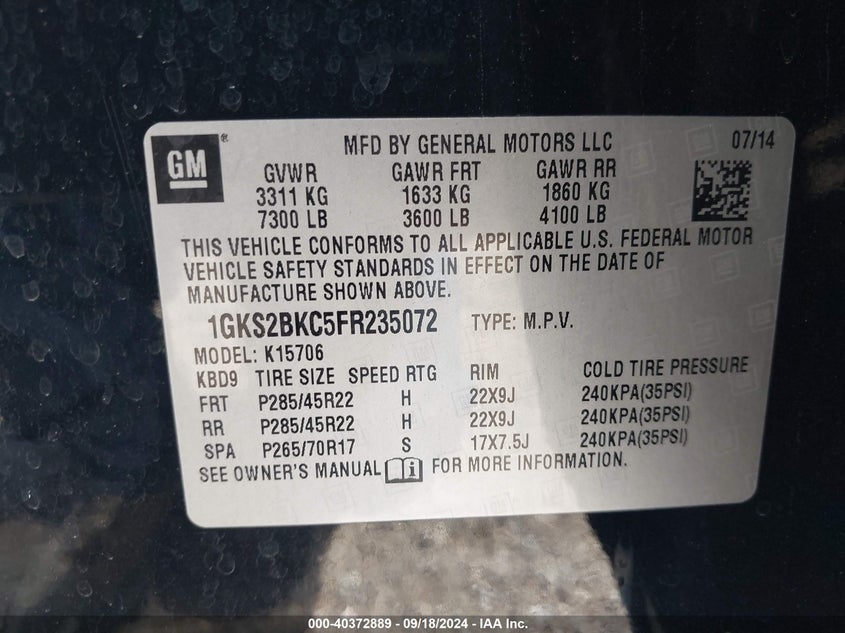 GM®
MFD BY GENERAL MOTORS LLC 07/14
GVWR GAWR FRT GAWR RR
3311 KG 1633 KG 1860 KG
7300 LB 3600 LB 4100 LB
THIS VEHICLE CONFORMS TO ALL APPLICABLE U.S. FEDERAL MOTOR
VEHICLE SAFETY STANDARDS IN EFFECT ON THE DATE OF
MANUFACTURE SHOWN ABOVE.
1GKS2BKC5FR235072 TYPE: M.P.V.
MODEL: K15706
KBD9 TIRE SIZE SPEED RTG RIM COLD TIRE PRESSURE
FRT P285/45R22 H 22X9J 240KPA(35PSI)
RR P285/45R22 H 22X9J 240KPA(35PSI)
SPA P265/70R17 S 17X7.5J 240KPA(35PSI)
SEE OWNER'S MANUAL i FOR MORE INFORMATION.
000-40372889 - 09/18/2024 - IAA Inc.